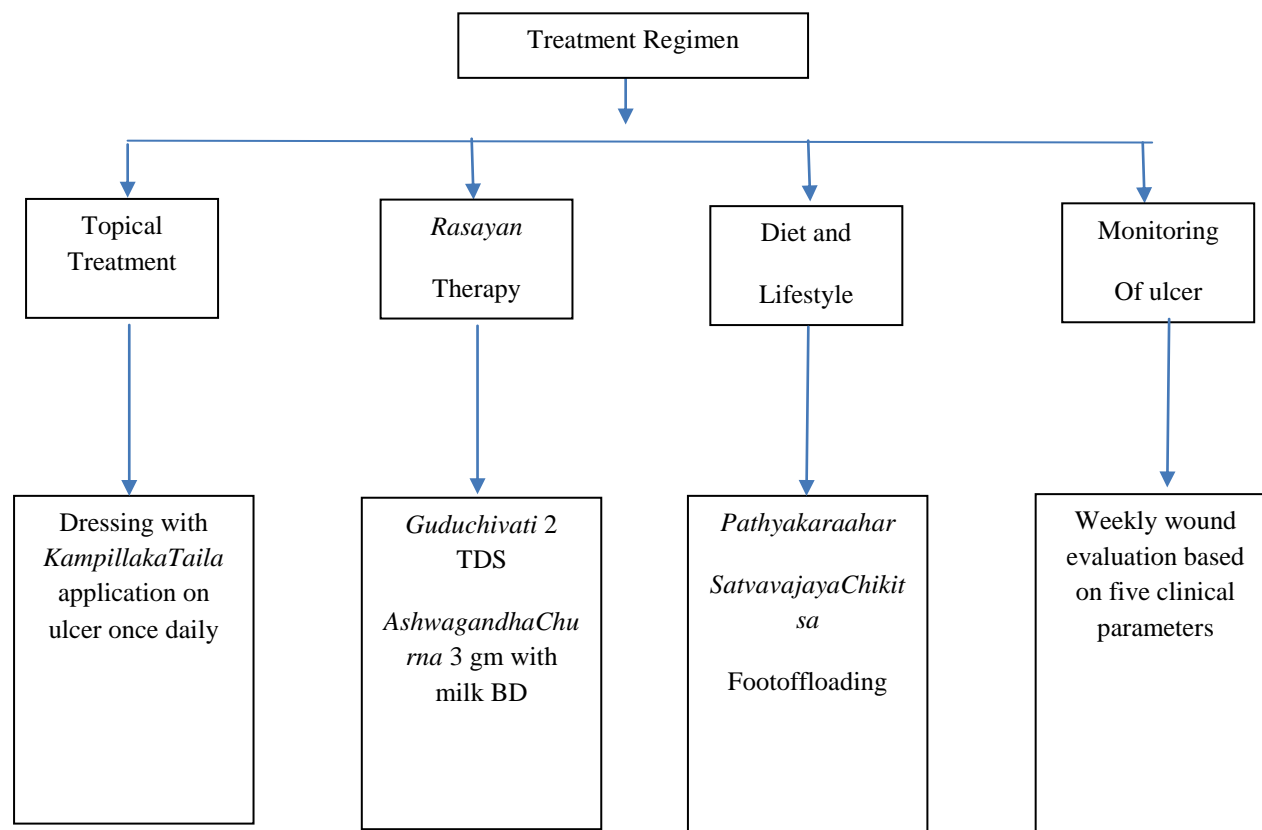 Treatment Regimen
Topical
Treatment
Rasayan
Therapy
Diet and
Lifestyle
Monitoring
Of ulcer
Dressing with
KampillakaTaila
application on
ulcer once daily
Guduchivati 2
TDS
AshwagandhaChu
rna 3 gm with
milk BD
Pathyakaraahar
SatvavajayaChikit
sa
Footoffloading
Weekly wound
evaluation based
on five clinical
parameters